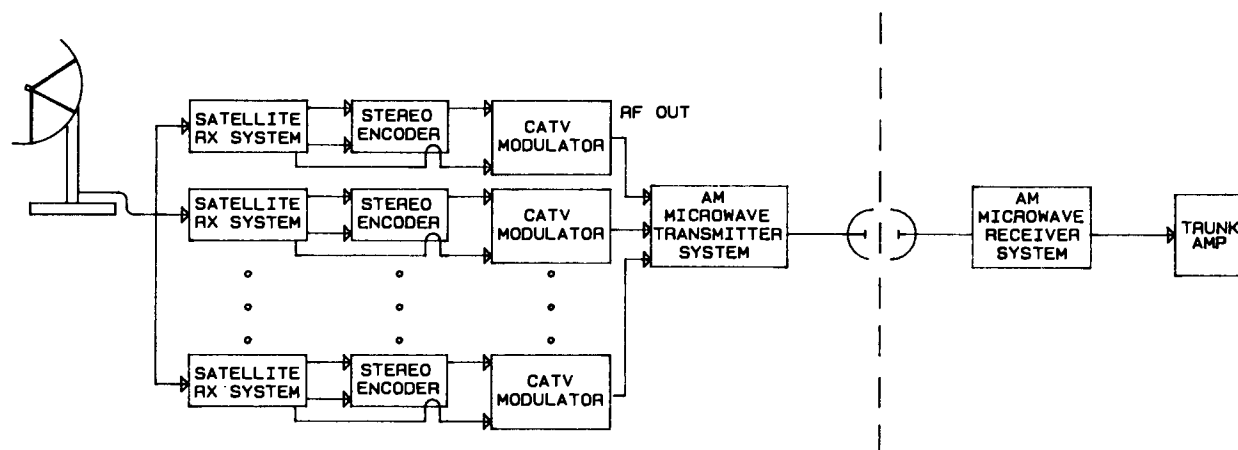 SATELLITE
RX SYSTEM
STEREO
ENCODER
CATV
MODULATOR
RF OUT
SATELLITE
RX SYSTEM
STEREO
ENCODER
CATV
MODULATOR
AM
MICROWAVE
TRANSMITTER
SYSTEM
AM
MICROWAVE
RECEIVER
SYSTEM
TRUNK
AMP
SATELLITE
RX SYSTEM
STEREO
ENCODER
CATV
MODULATOR